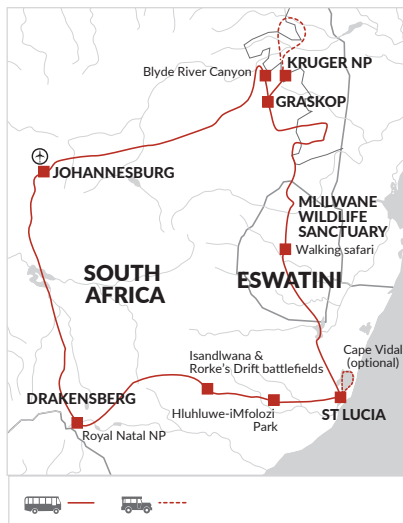 KRUGER NP
Blyde River Canyon
GRASKOP
JOHANNESBURG
MLILWANE
WILDLIFE
SANCTUARY
Walking safari
SOUTH
AFRICA
ESWATINI
Isandlwana &
Rorke's Drift battlefields
Cape Vidal
(optional)
DRAKENSBERG
Hluhluwe-iMfolozi
Park
ST LUCIA
Royal Natal NP